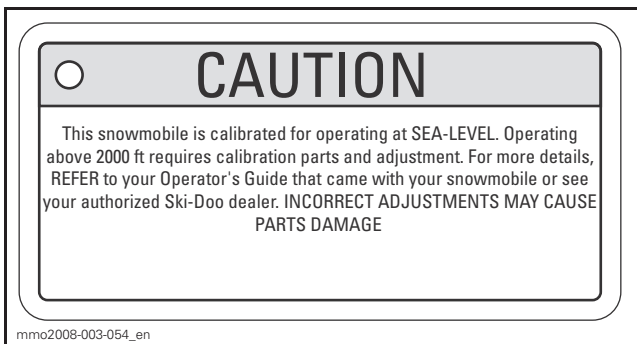 CAUTION
This snowmobile is calibrated for operating at SEA-LEVEL. Operating
above 2000 ft requires calibration parts and adjustment. For more details,
REFER to your Operator's Guide that came with your snowmobile or see
your authorized Ski-Doo dealer. INCORRECT ADJUSTMENTS MAY CAUSE
PARTS DAMAGE
mmo2008-003-054_en